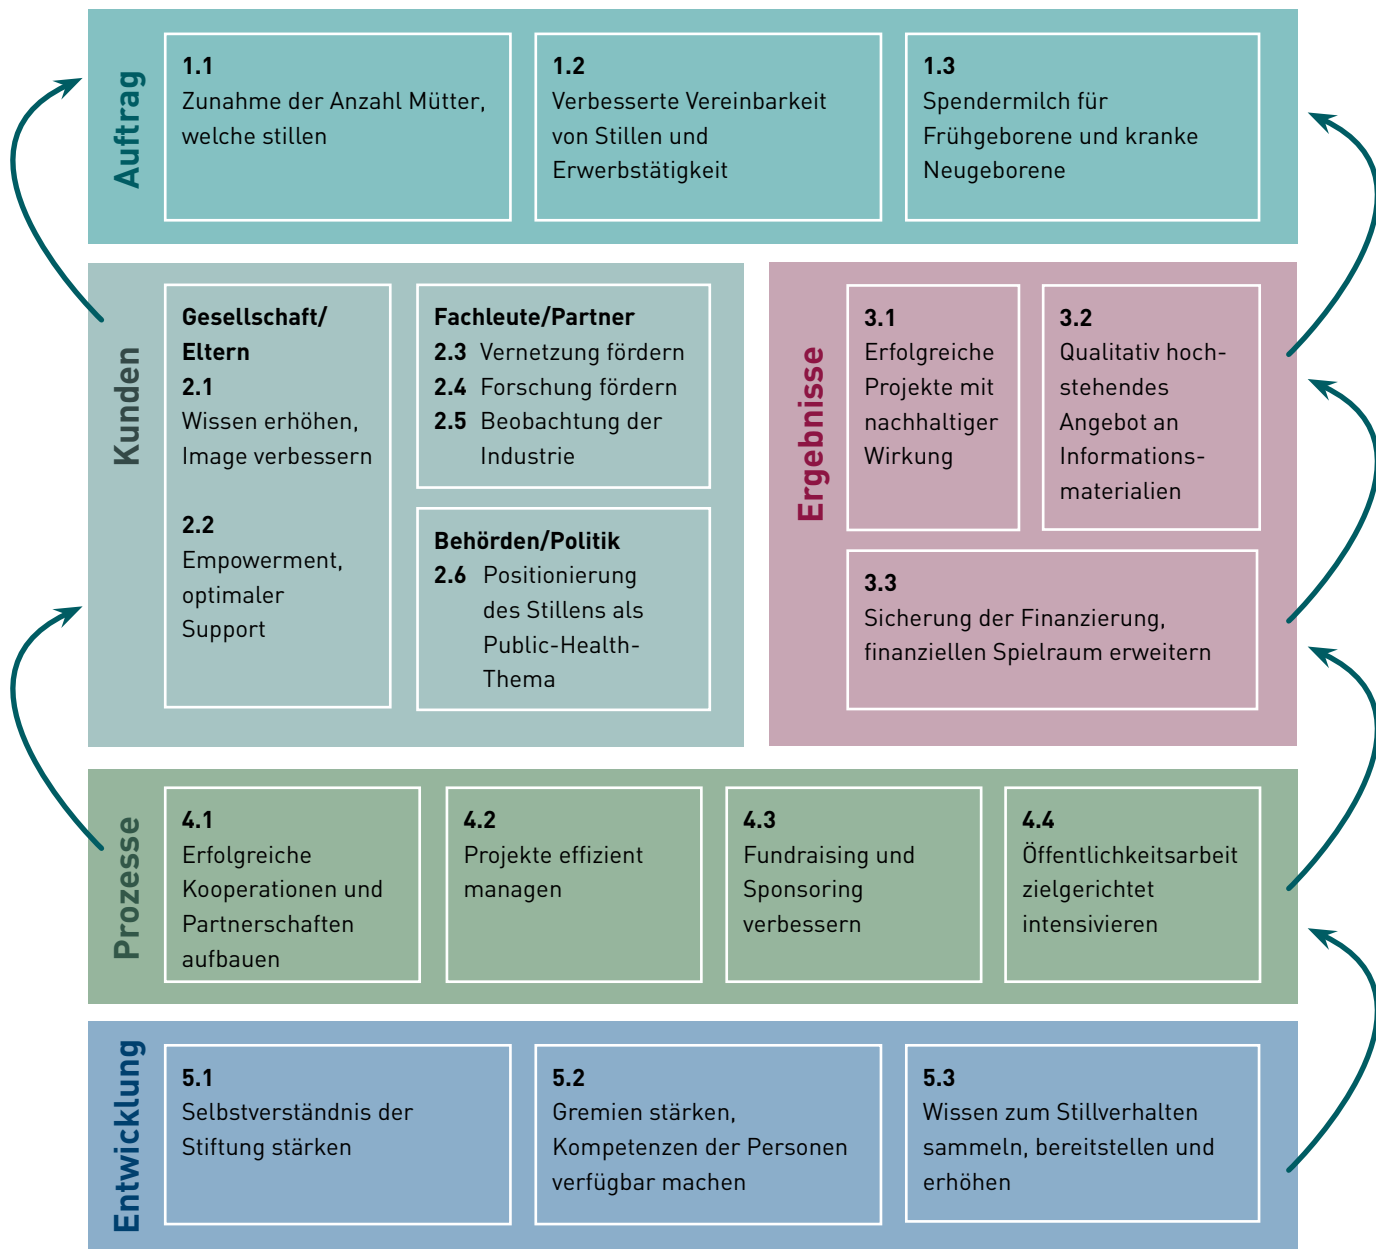 Auftrag
1.1
Zunahme der Anzahl Mütter,
welche stillen
1.2
Verbesserte Vereinbarkeit
von Stillen und
Erwerbstätigkeit
1.3
Spendermilch für
Frühgeborene und kranke
Neugeborene
Kunden
Gesellschaft/
Eltern
2.1
Wissen erhöhen,
Image verbessern
2.2
Empowerment,
optimaler
Support
Fachleute/Partner
2.3 Vernetzung fördern
2.4 Forschung fördern
2.5 Beobachtung der
Industrie
Behörden/Politik
2.6 Positionierung
des Stillens als
Public-Health-
Thema
Ergebnisse
3.1
Erfolgreiche
Projekte mit
nachhaltiger
Wirkung
3.2
Qualitativ hoch-
stehendes
Angebot an
Informations-
materialien
3.3
Sicherung der Finanzierung,
finanziellen Spielraum erweitern
Prozesse
4.1
Erfolgreiche
Kooperationen und
Partnerschaften
aufbauen
4.2
Projekte effizient
managen
4.3
Fundraising und
Sponsoring
verbessern
4.4
Öffentlichkeitsarbeit
zielgerichtet
intensivieren
Entwicklung
5.1
Selbstverständnis der
Stiftung stärken
5.2
Gremien stärken,
Kompetenzen der Personen
verfügbar machen
5.3
Wissen zum Stillverhalten
sammeln, bereitstellen und
erhöhen